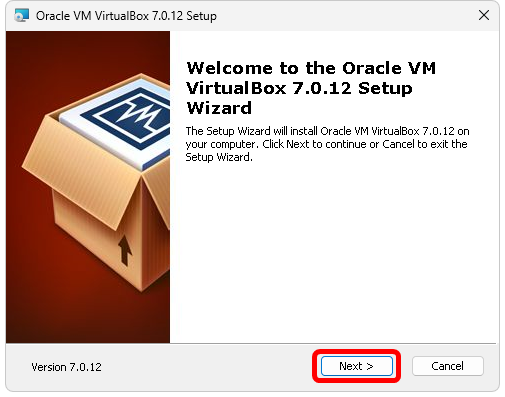 Oracle VM VirtualBox 7.0.12 Setup
Welcome to the Oracle VM
VirtualBox 7.0.12 Setup
Wizard
The Setup Wizard will install Oracle VM VirtualBox 7.0.12 on
your computer. Click Next to continue or Cancel to exit the
Setup Wizard.
Version 7.0.12
Next >
Cancel